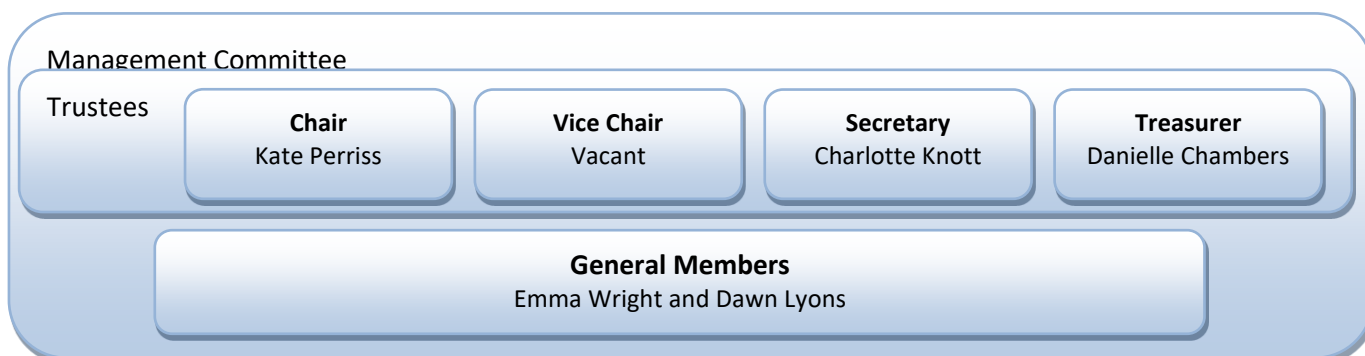 Management Committee
Trustees
Chair
Kate Perriss
Vice Chair
Vacant
Secretary
Charlotte Knott
Treasurer
Danielle Chambers
General Members
Emma Wright and Dawn Lyons